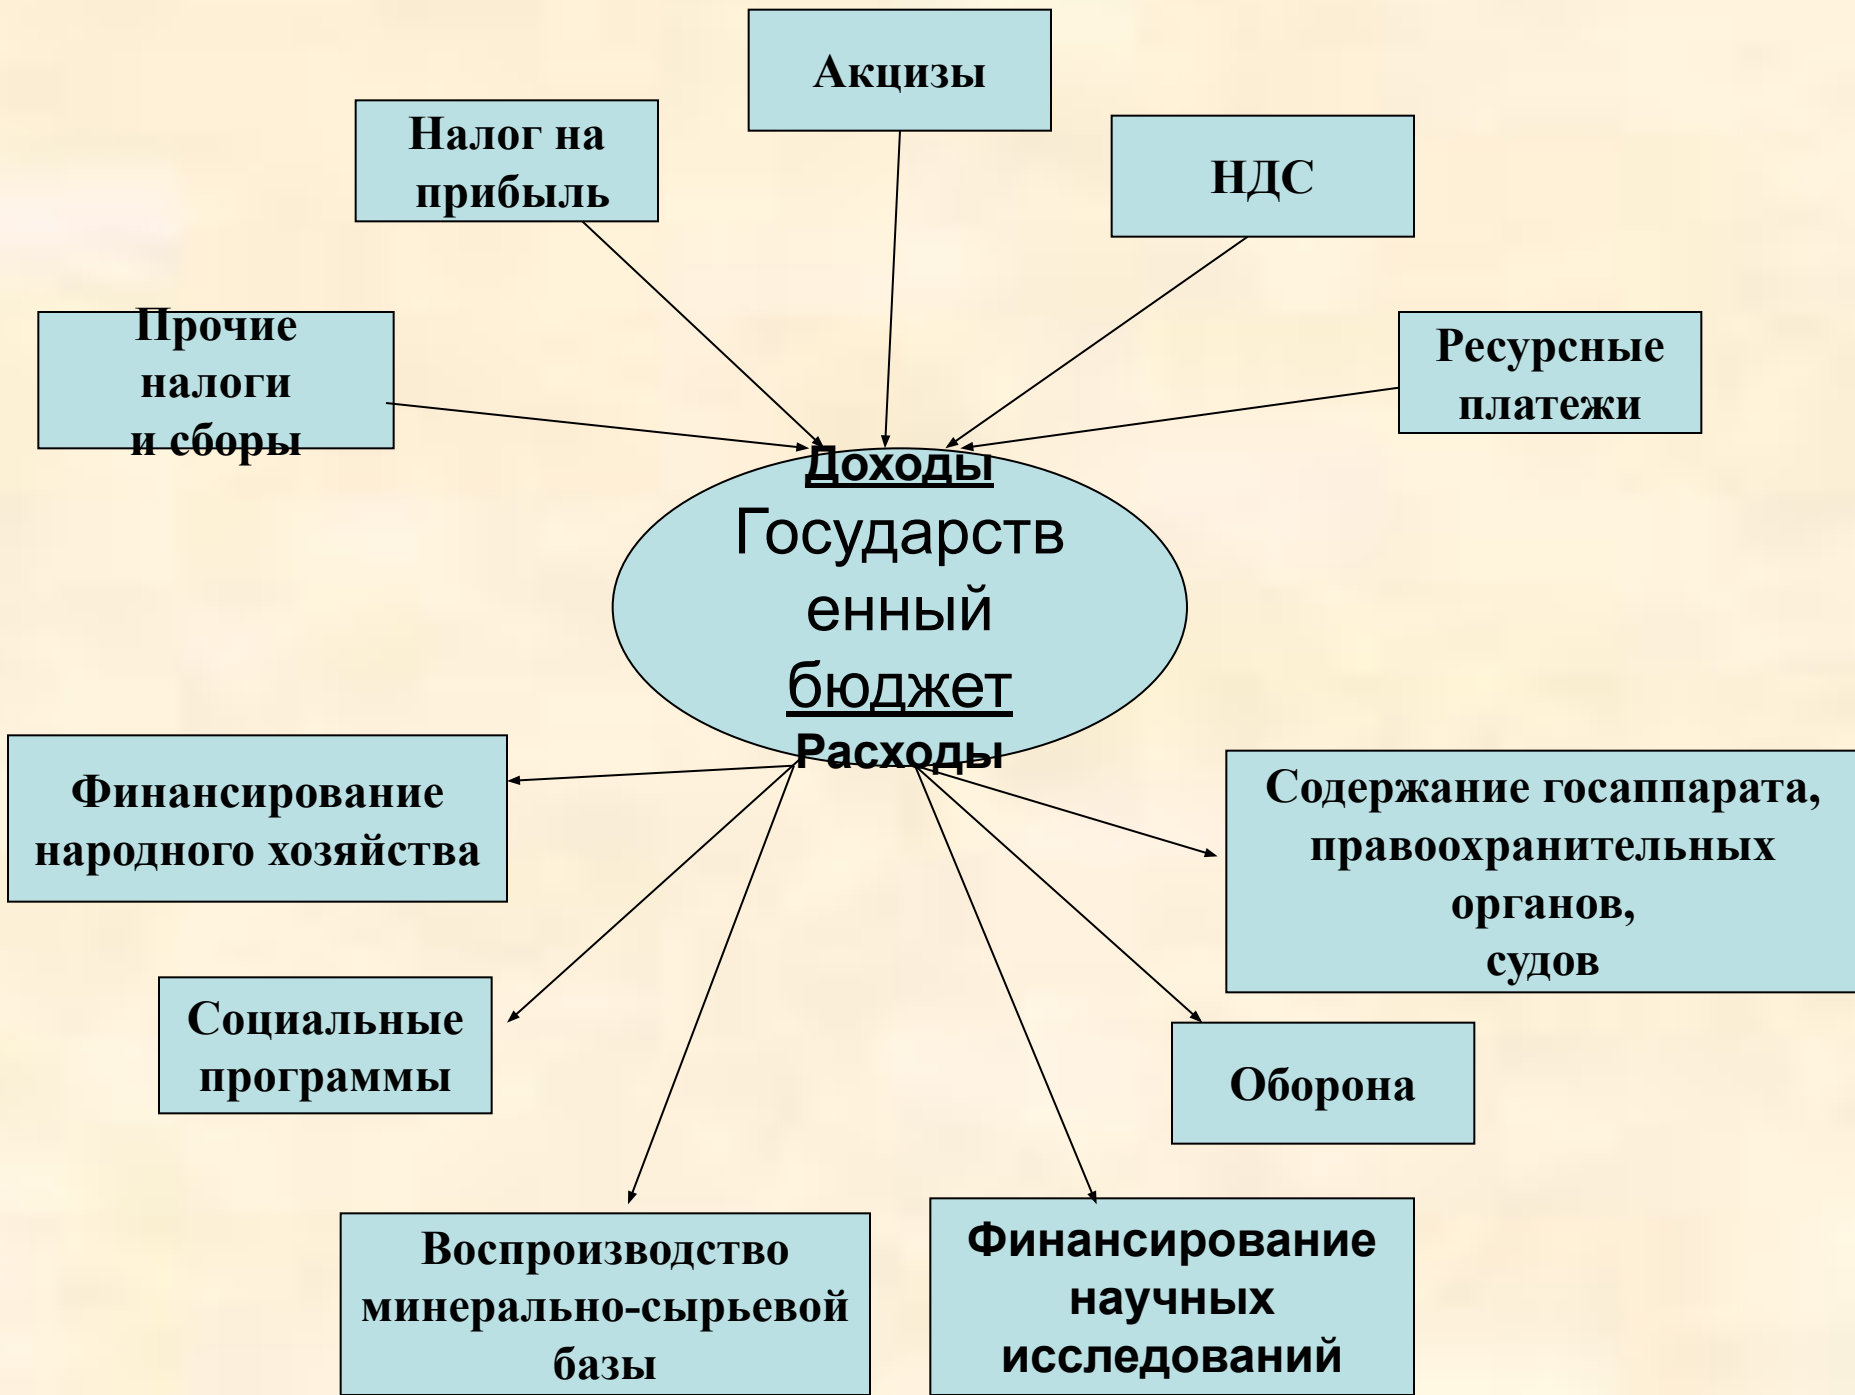 Акцизы
Налог на
прибыль
НДС
Прочие
налоги
и сборы
Ресурсные
платежи
Доходы
Государств
енный
бюджет
Расходы
Финансирование
народного хозяйства
Содержание госаппарата,
правоохранительных
органов,
судов
Социальные
программы
Оборона
Воспроизводство
минерально-сырьевой
базы
Финансирование
научных
исследований